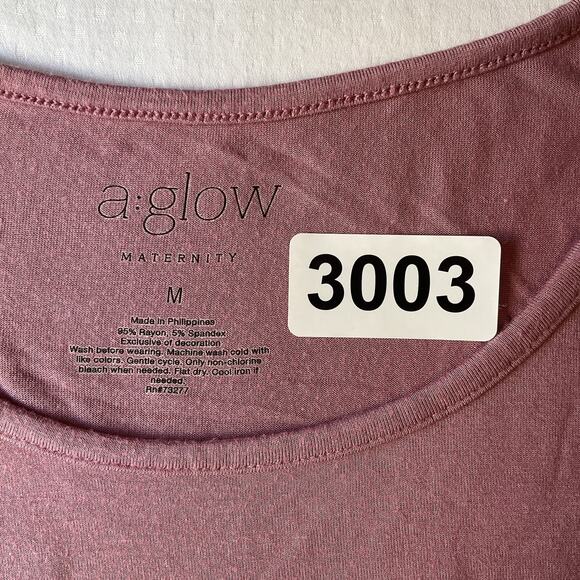 a:glow
MATERNITY
M
3003
Made in Philippines
95% Rayon, 5% Spandex
Exclusive of decoration
Wash before wearing. Machine wash cold with
like colors. Gentle cycle. Only non-chlorine
bleach when needed. Flat dry. Cool iron if
needed.
Rn#73277